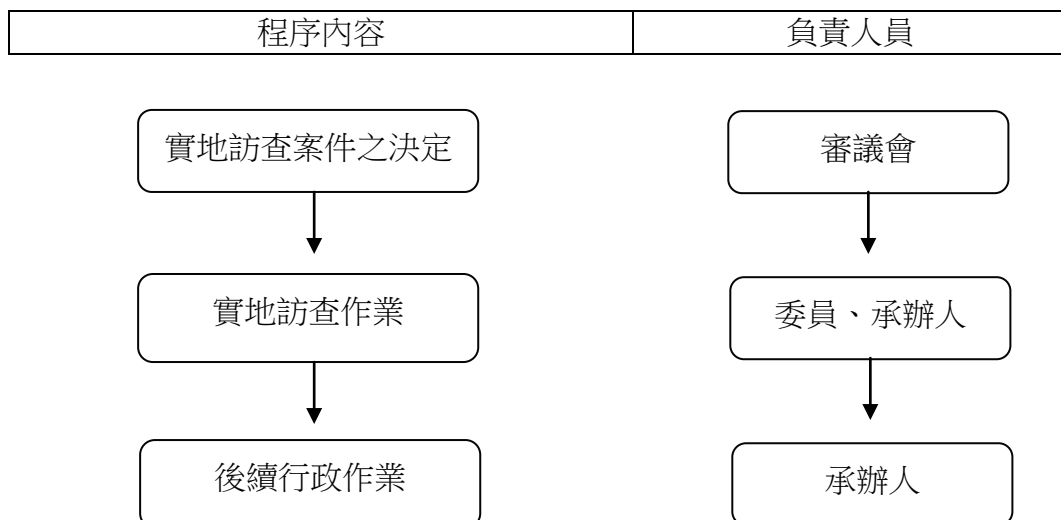 程序內容 負責人員
實地訪查案件之決定 審議會
實地訪查作業 委員、承辦人
後續行政作業 承辦人